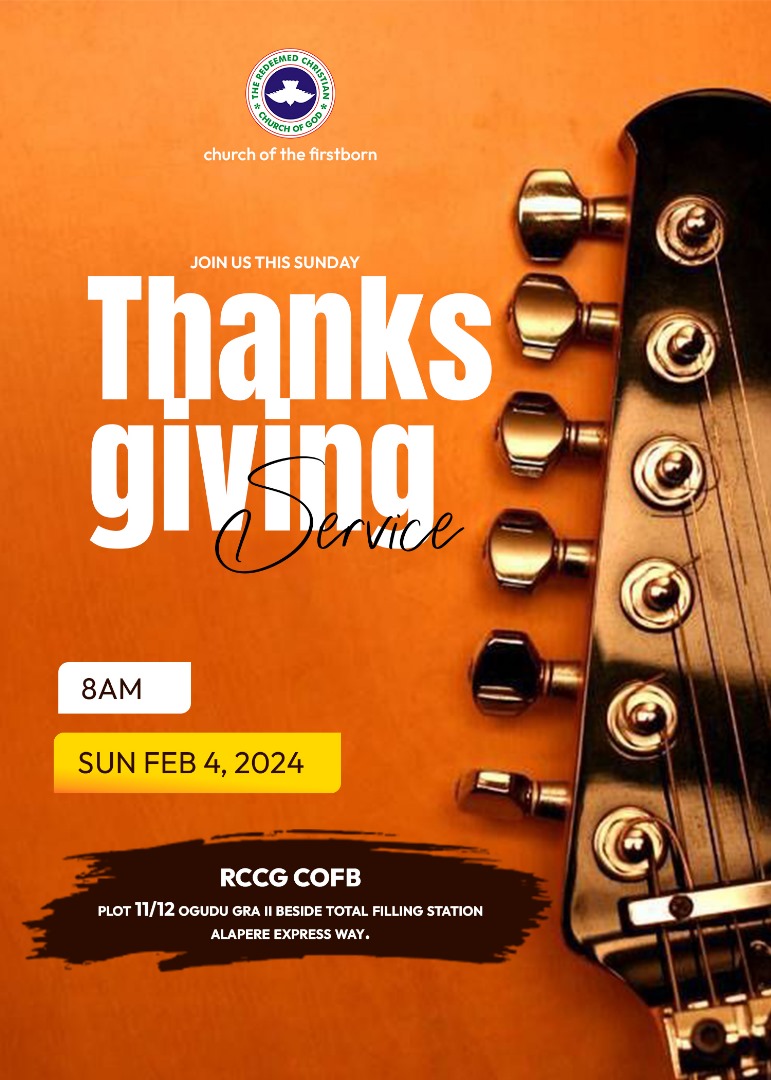 THE REDEEMED CHRISTIAN
CHURCH OF GOD
church of the firstborn
JOIN US THIS SUNDAY
Thanks
giving
Service
8AM
SUN FEB 4, 2024
RCCG COFB
PLOT 11/12 OGUDU GRA II BESIDE TOTAL FILLING STATION
ALAPERE EXPRESS WAY.